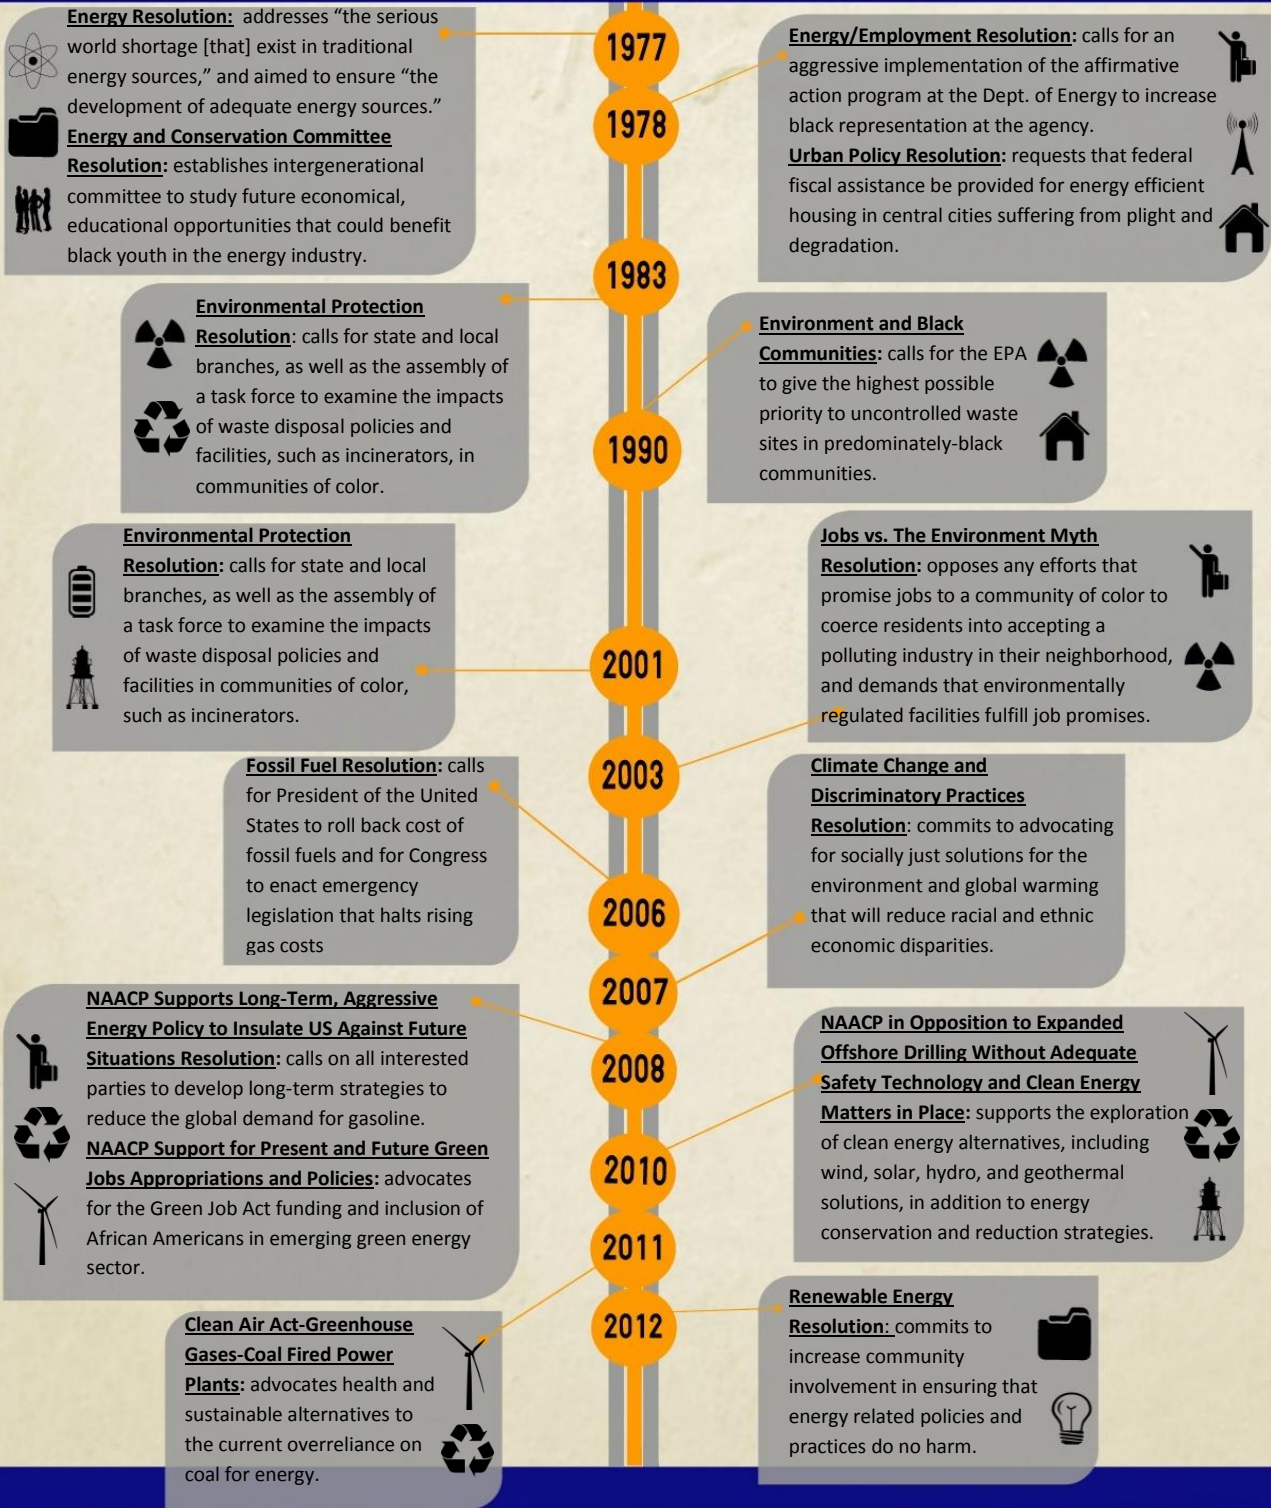 1977
Energy Resolution: addresses “the serious
world shortage [that] exist in traditional
energy sources,” and aimed to ensure “the
development of adequate energy sources.”
Energy and Conservation Committee
Resolution: establishes intergenerational
committee to study future economical,
educational opportunities that could benefit
black youth in the energy industry.
1978
Energy/Employment Resolution: calls for an
aggressive implementation of the affirmative
action program at the Dept. of Energy to increase
black representation at the agency.
Urban Policy Resolution: requests that federal
fiscal assistance be provided for energy efficient
housing in central cities suffering from plight and
degradation.
1983
Environmental Protection
Resolution: calls for state and local
branches, as well as the assembly of
a task force to examine the impacts
of waste disposal policies and
facilities, such as incinerators, in
communities of color.
1990
Environment and Black
Communities: calls for the EPA
to give the highest possible
priority to uncontrolled waste
sites in predominately-black
communities.
2001
Environmental Protection
Resolution: calls for state and local
branches, as well as the assembly of
a task force to examine the impacts
of waste disposal policies and
facilities in communities of color,
such as incinerators.
2003
Jobs vs. The Environment Myth
Resolution: opposes any efforts that
promise jobs to a community of color to
coerce residents into accepting a
polluting industry in their neighborhood,
and demands that environmentally
regulated facilities fulfill job promises.
2006
Fossil Fuel Resolution: calls
for President of the United
States to roll back cost of
fossil fuels and for Congress
to enact emergency
legislation that halts rising
gas costs
2007
Climate Change and
Discriminatory Practices
Resolution: commits to advocating
for socially just solutions for the
environment and global warming
that will reduce racial and ethnic
economic disparities.
2008
NAACP Supports Long-Term, Aggressive
Energy Policy to Insulate US Against Future
Situations Resolution: calls on all interested
parties to develop long-term strategies to
reduce the global demand for gasoline.
NAACP Support for Present and Future Green
Jobs Appropriations and Policies: advocates
for the Green Job Act funding and inclusion of
African Americans in emerging green energy
sector.
2010
NAACP in Opposition to Expanded
Offshore Drilling Without Adequate
Safety Technology and Clean Energy
Matters in Place: supports the exploration
of clean energy alternatives, including
wind, solar, hydro, and geothermal
solutions, in addition to energy
conservation and reduction strategies.
2011
Clean Air Act-Greenhouse
Gases-Coal Fired Power
Plants: advocates health and
sustainable alternatives to
the current overreliance on
coal for energy.
2012
Renewable Energy
Resolution: commits to
increase community
involvement in ensuring that
energy related policies and
practices do no harm.